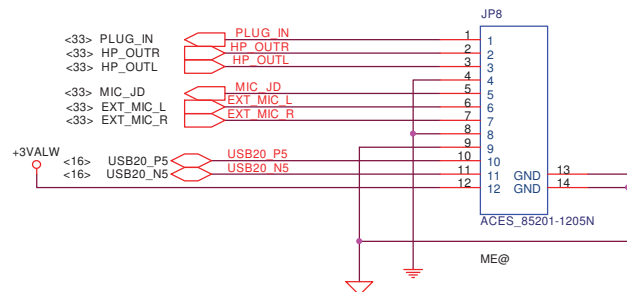 JP8
<33> PLUG_IN PLUG_IN 1 1
<33> HP_OUTR HP_OUTR 2 2
<33> HP_OUTL HP_OUTL 3 3
4 4
<33> MIC_JD MIC_JD 5 5
<33> EXT_MIC_L EXT_MIC_L 6 6
<33> EXT_MIC_R EXT_MIC_R 7 7
8 8
9 9
+3VALW
<16> USB20_P5 USB20_P5 10 10
<16> USB20_N5 USB20_N5 11 11 GND 13
12 12 GND 14
ACES_85201-1205N
ME@